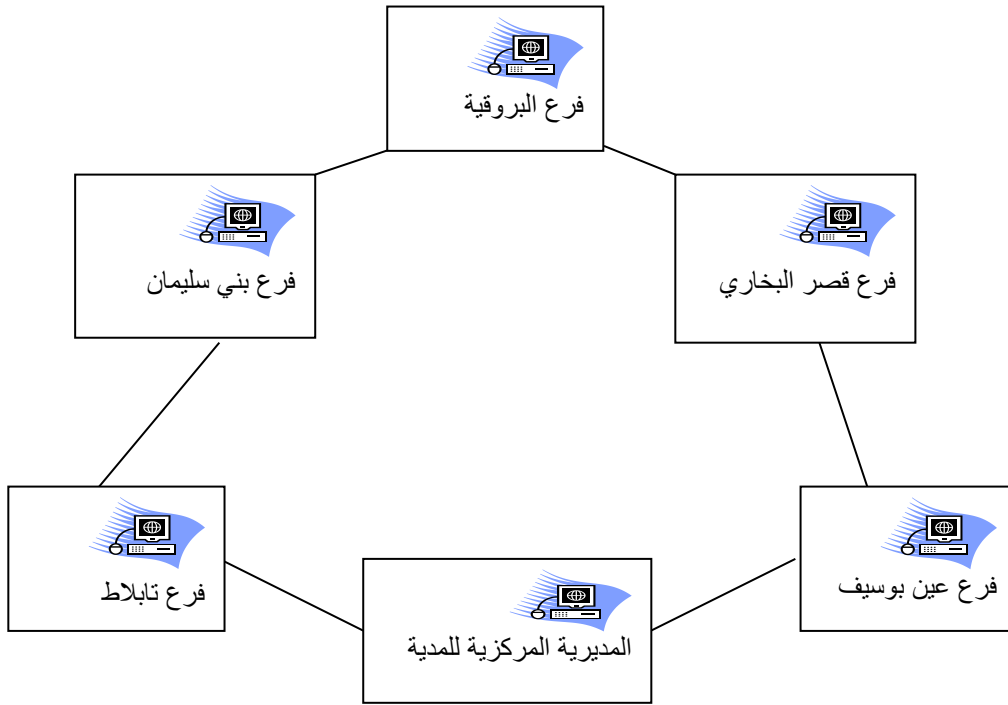 فرع البروقية
فرع قصر البخاري
فرع بني سليمان
فرع عين بوسيف
فرع تابلاط
المديرية المركزية للمدية